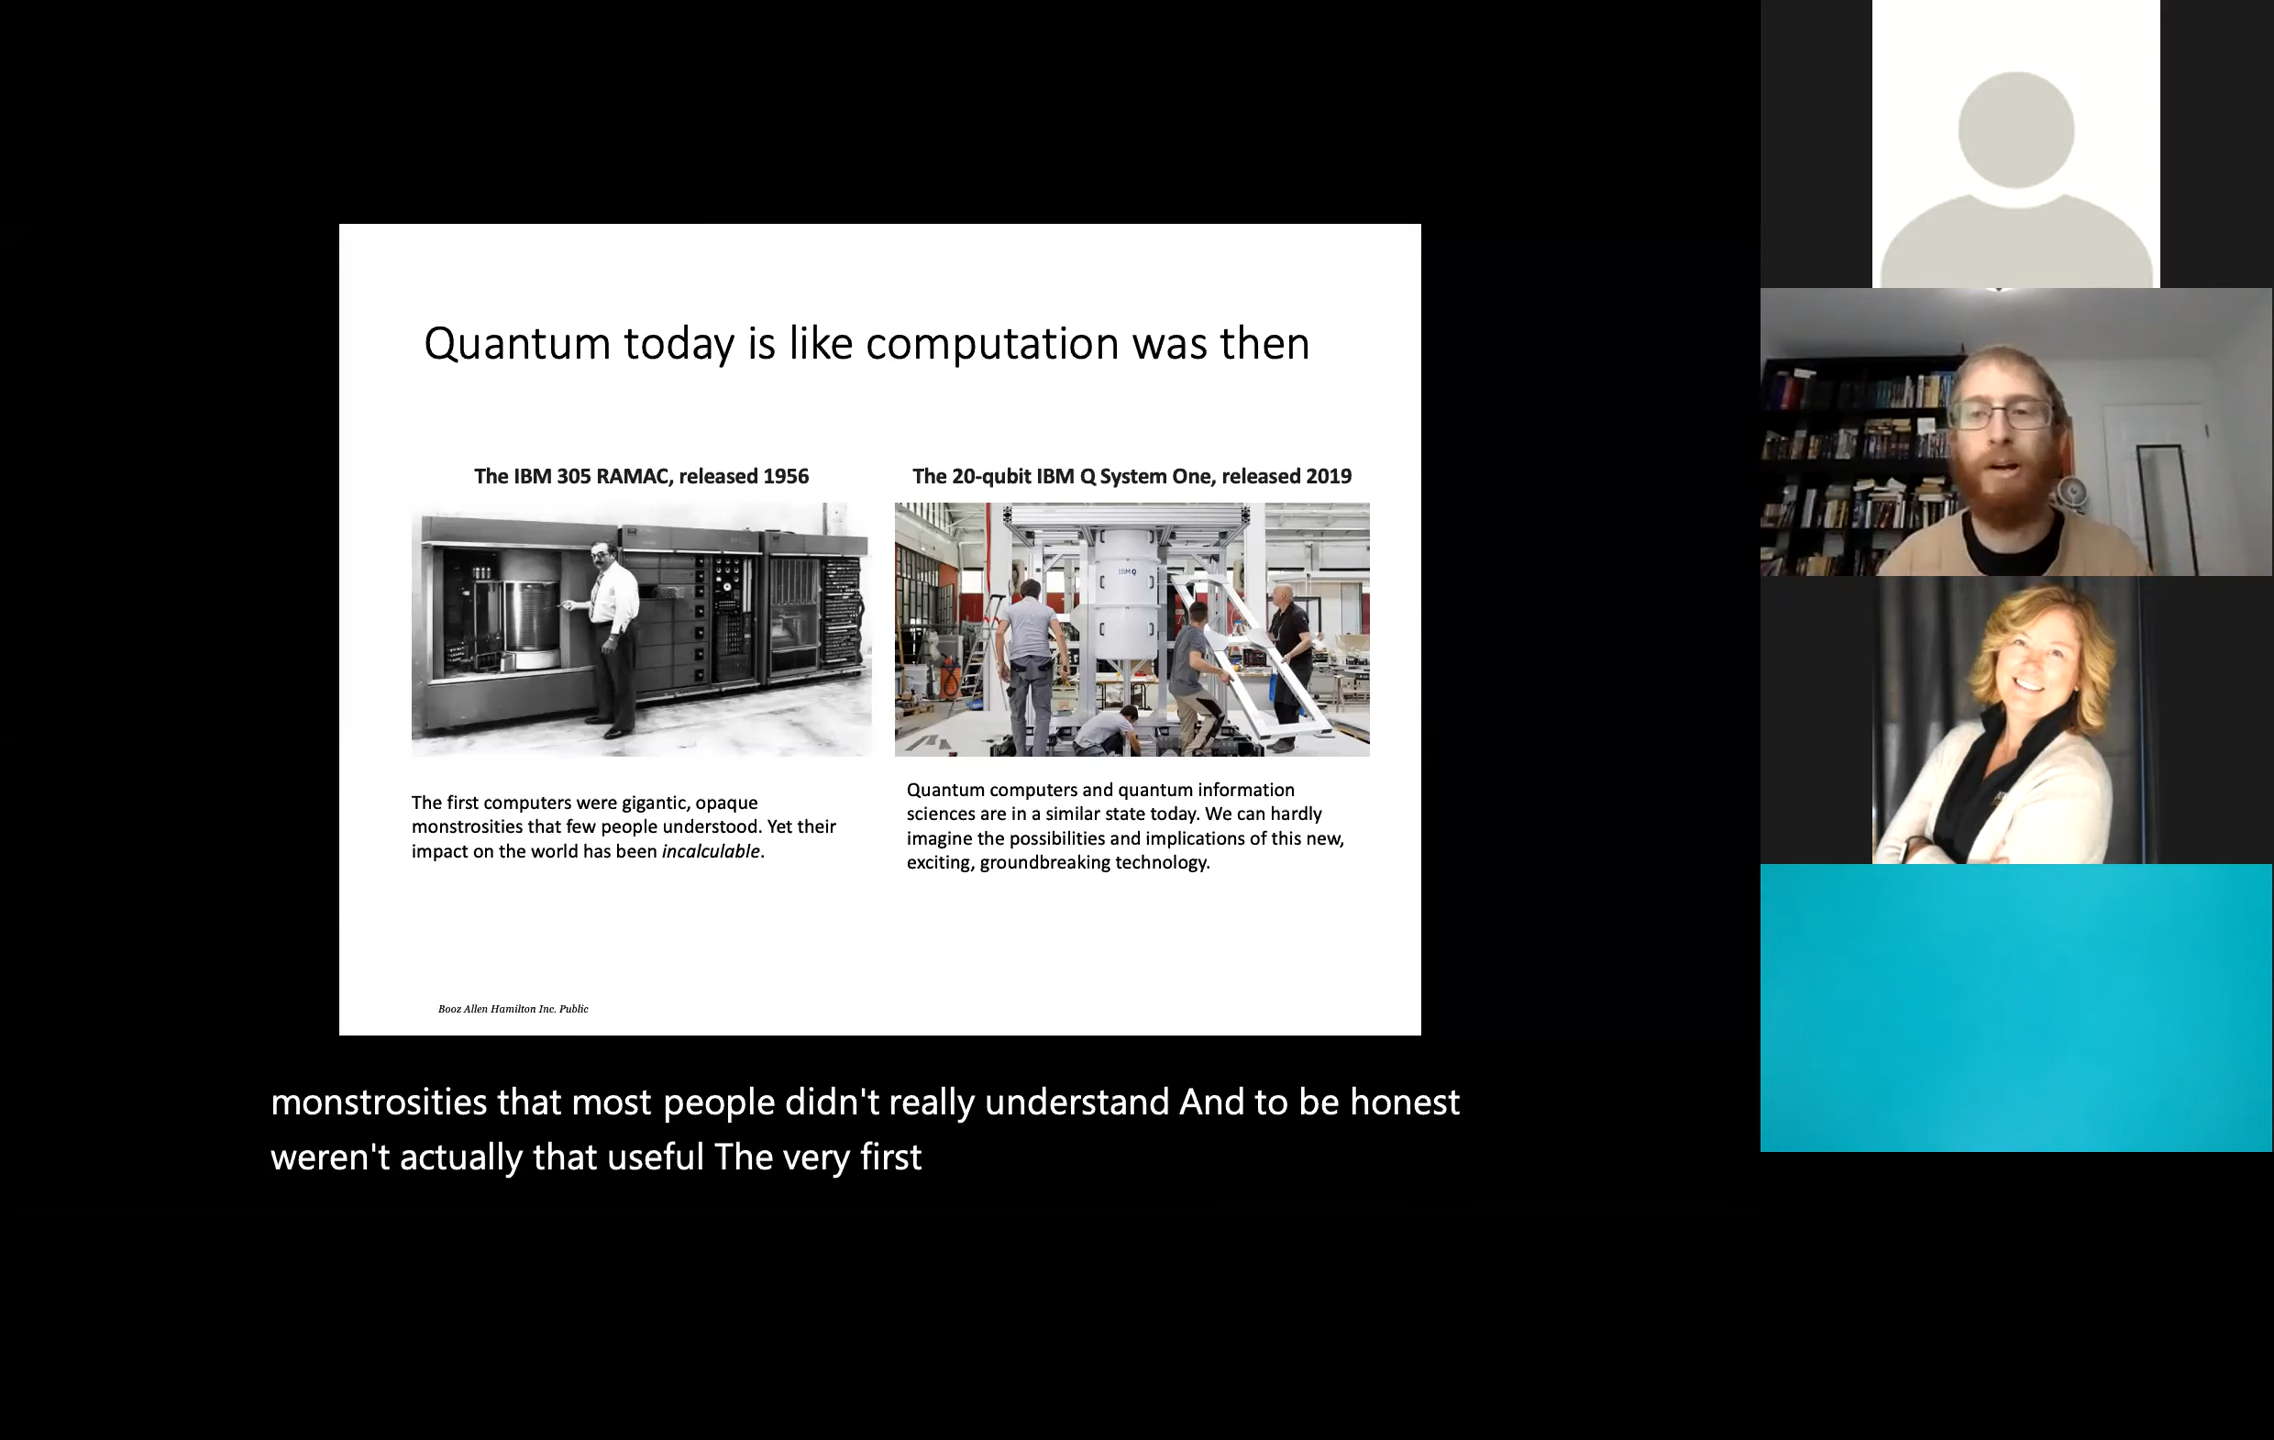 Quantum today is like computation was then
The IBM 305 RAMAC, released 1956
The 20-qubit IBM Q System One, released 2019
IBM Q
The first computers were gigantic, opaque
monstrosities that few people understood. Yet their
impact on the world has been incalculable.
Quantum computers and quantum information
sciences are in a similar state today. We can hardly
imagine the possibilities and implications of this new,
exciting, groundbreaking technology.
Booz Allen Hamilton Inc. Public
monstrosities that most people didn't really understand And to be honest
weren't actually that useful The very first